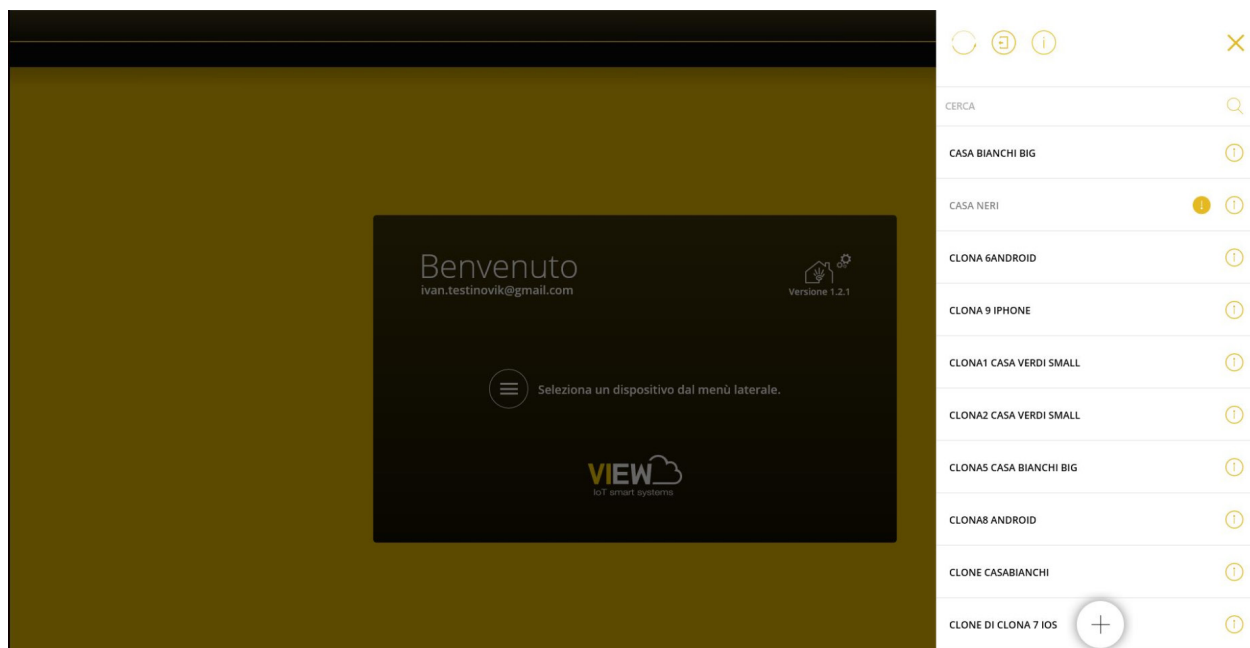 CERCA
CASA BIANCHI BIG
CASA NERI
CLONA 6ANDROID
CLONA 9 IPHONE
CLONA1 CASA VERDI SMALL
CLONA2 CASA VERDI SMALL
CLONA5 CASA BIANCHI BIG
CLONA8 ANDROID
CLONE CASABIANCHI
CLONE DI CLONA 7 IOS
Benvenuto
ivan.testinovik@gmail.com
Versione 1.2.1
Seleziona un dispositivo dal menù laterale.
VIEW
IoT smart systems